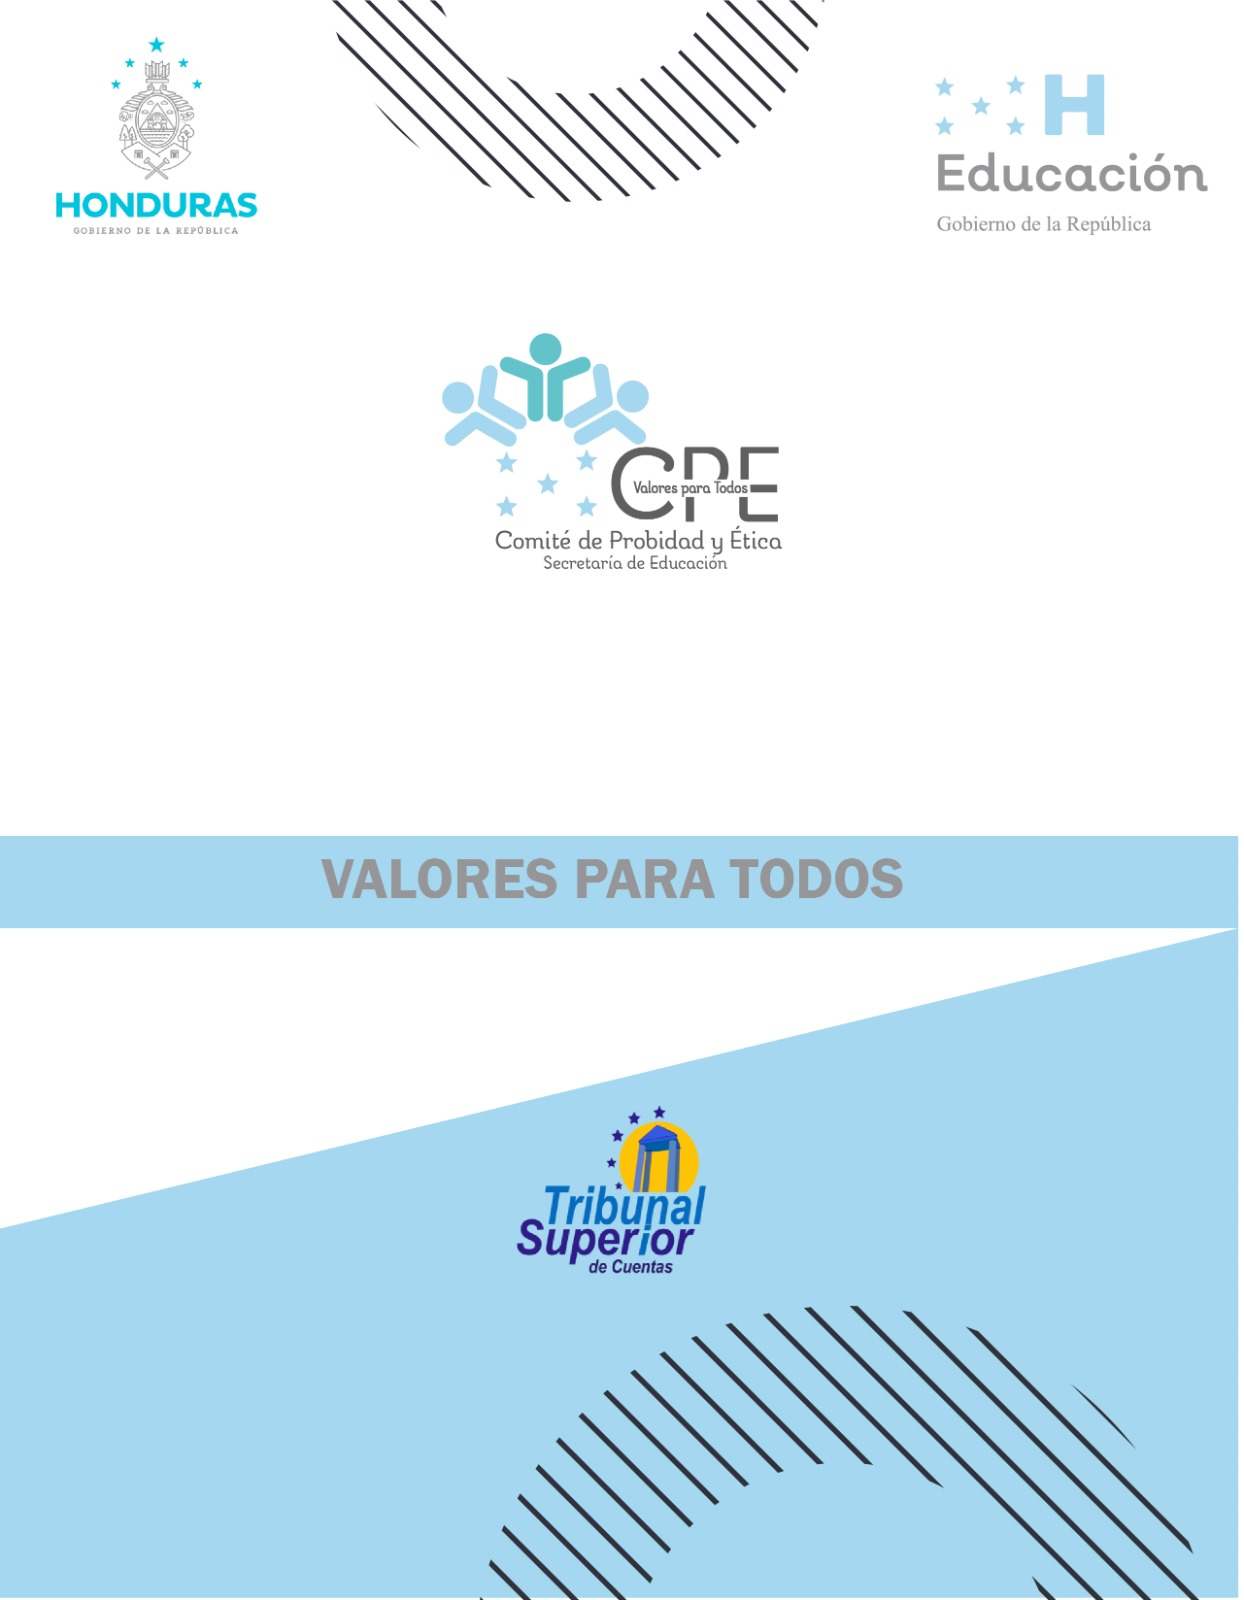 HONDURAS
GOBIERNO DE LA REPÚBLICA
H
Educación
Gobierno de la República
CPE
Valores para Todos
Comité de Probidad y Ética
Secretaría de Educación
VALORES PARA TODOS
Tribunal
Superior
de Cuentas